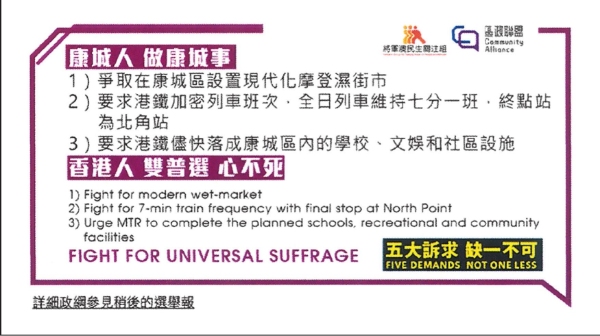 將軍澳民生關注組
區政聯盟
Community
Alliance
康城人 做康城事
1）爭取在康城區設置現代化摩登濕街市
2）要求港鐵加密列車班次，全日列車維持七分一班，終點站
為北角站
3）要求港鐵儘快落成康城區內的學校、文娛和社區設施
香港人 雙普選 心不死
1) Fight for modern wet-market
2) Fight for 7-min train frequency with final stop at North Point
3) Urge MTR to complete the planned schools, recreational and community
facilities
FIGHT FOR UNIVERSAL SUFFRAGE
五大訴求 缺一不可
FIVE DEMANDS NOT ONE LESS
詳細政綱參見稍後的選舉報